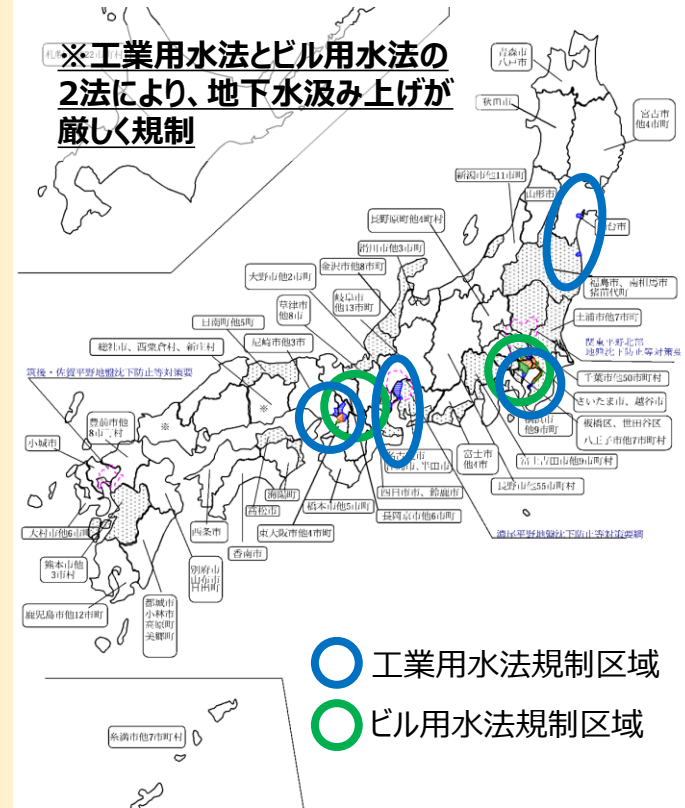 ※工業用水法とビル用水法の
2法により、地下水汲み上げが
厳しく規制
青森市
八戸市
秋田市
宮古市
他4市町
新潟市他11市町
山形市
長野原町他4町村
滑川市他3市町
金沢市他8市町
大野市他2市町
岐阜市
他13市町
草津市
他8市
日南町他5町
尼崎市他3市
総社市、西粟倉村、新庄村
筑後・佐賀平野地盤沈下防止等対策要
福島市、南相馬市
猪苗代町
土浦市他7市町
関東平野北部
地盤沈下防止等対策要
千葉市他50市町村
さいたま市、越谷市
他9市町
板橋区、世田谷区
八王子市他7市町村
富士吉田市他9市町村
富士市
他4市
長野市他55市町村
豊前市他
8市町村
小城市
四日市市、鈴鹿市
海陽町
高松市
橋本市他5市町
長岡京市他6市町
濃尾平野地盤沈下防止等対策要綱
大村市他6市町
西条市
東大阪市他4市町
香南市
熊本市他
3市村
別府市
由布市
日出町
鹿児島市他12市町
都城市
小林市
高原町
美郷町
※
※
工業用水法規制区域
ビル用水法規制区域
糸満市他7市町村